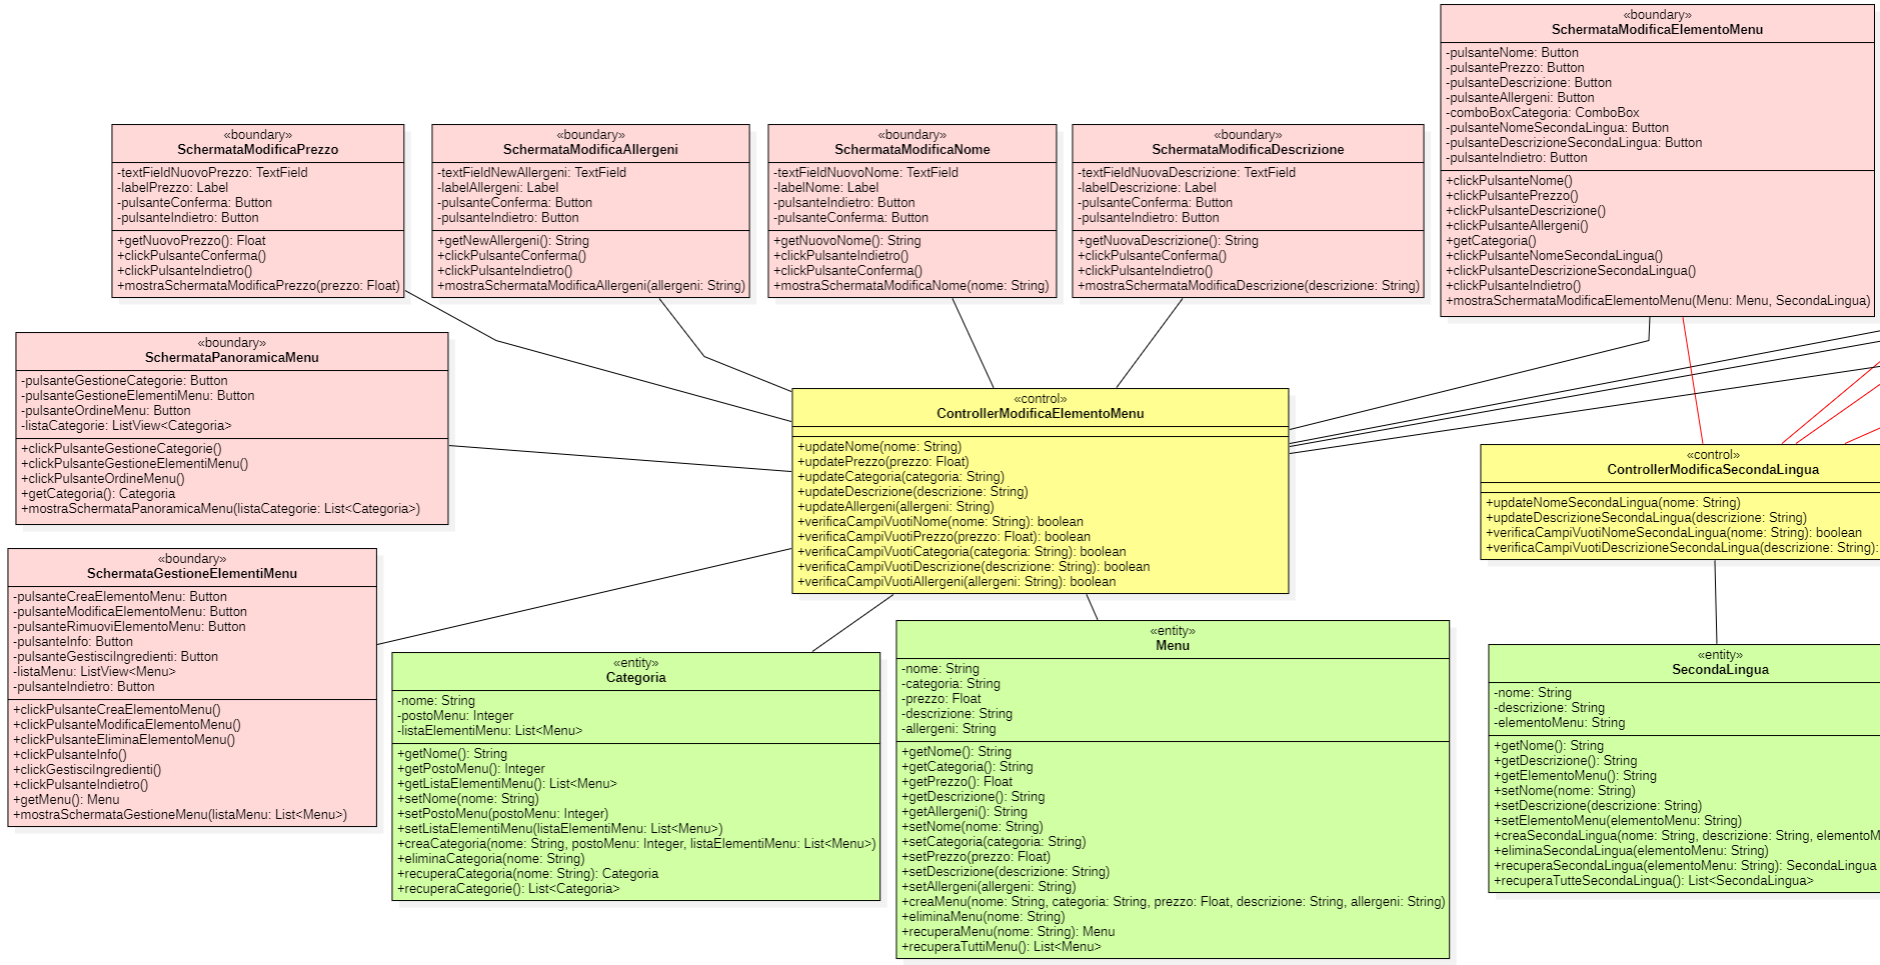 «boundary»
SchermataModificaElementoMenu
-pulsanteNome: Button
-pulsantePrezzo: Button
-pulsanteDescrizione: Button
-pulsanteAllergeni: Button
-comboBoxCategoria: ComboBox
-pulsanteNomeSecondaLingua: Button
-pulsanteDescrizioneSecondaLingua: Button
-pulsanteIndietro: Button
+clickPulsanteNome()
+clickPulsantePrezzo()
+clickPulsanteDescrizione()
+clickPulsanteAllergeni()
+getCategoria()
+clickPulsanteNomeSecondaLingua()
+clickPulsanteDescrizioneSecondaLingua()
+clickPulsanteIndietro()
+mostraSchermataModificaElementoMenu(Menu: Menu, SecondaLingua)
«boundary»
SchermataModificaPrezzo
-textFieldNuovoPrezzo: TextField
-labelPrezzo: Label
-pulsanteConferma: Button
-pulsanteIndietro: Button
+getNuovoPrezzo(): Float
+clickPulsanteConferma()
+clickPulsanteIndietro()
+mostraSchermataModificaPrezzo(prezzo: Float)
«boundary»
SchermataModificaAllergeni
-textFieldNewAllergeni: TextField
-labelAllergeni: Label
-pulsanteConferma: Button
-pulsanteIndietro: Button
+getNewAllergeni(): String
+clickPulsanteConferma()
+clickPulsanteIndietro()
+mostraSchermataModificaAllergeni(allergeni: String)
«boundary»
SchermataModificaNome
-textFieldNuovoNome: TextField
-labelNome: Label
-pulsanteIndietro: Button
-pulsanteConferma: Button
+getNuovoNome(): String
+clickPulsanteIndietro()
+clickPulsanteConferma()
+mostraSchermataModificaNome(nome: String)
«boundary»
SchermataModificaDescrizione
-textFieldNuovaDescrizione: TextField
-labelDescrizione: Label
-pulsanteConferma: Button
-pulsanteIndietro: Button
+getNuovaDescrizione(): String
+clickPulsanteConferma()
+clickPulsanteIndietro()
+mostraSchermataModificaDescrizione(descrizione: String)
«boundary»
SchermataPanoramicaMenu
-pulsanteGestioneCategorie: Button
-pulsanteGestioneElementiMenu: Button
-pulsanteOrdineMenu: Button
-listaCategorie: ListView<Categoria>
+clickPulsanteGestioneCategorie()
+clickPulsanteGestioneElementiMenu()
+clickPulsanteOrdineMenu()
+getCategoria(): Categoria
+mostraSchermataPanoramicaMenu(listaCategorie: List<Categoria>)
«control»
ControllerModificaElementoMenu
+updateNome(nome: String)
+updatePrezzo(prezzo: Float)
+updateCategoria(categoria: String)
+updateDescrizione(descrizione: String)
+updateAllergeni(allergeni: String)
+verificaCampiVuotiNome(nome: String): boolean
+verificaCampiVuotiPrezzo(prezzo: Float): boolean
+verificaCampiVuotiCategoria(categoria: String): boolean
+verificaCampiVuotiDescrizione(descrizione: String): boolean
+verificaCampiVuotiAllergeni(allergeni: String): boolean
«control»
ControllerModificaSecondaLingua
+updateNomeSecondaLingua(nome: String)
+updateDescrizioneSecondaLingua(descrizione: String)
+verificaCampiVuotiNomeSecondaLingua(nome: String): boolean
+verificaCampiVuotiDescrizioneSecondaLingua(descrizione: String):
«boundary»
SchermataGestioneElementiMenu
-pulsanteCreaElementoMenu: Button
-pulsanteModificaElementoMenu: Button
-pulsanteRimuoviElementoMenu: Button
-pulsanteInfo: Button
-pulsanteGestisciIngredienti: Button
-listaMenu: ListView<Menu>
-pulsanteIndietro: Button
+clickPulsanteCreaElementoMenu()
+clickPulsanteModificaElementoMenu()
+clickPulsanteEliminaElementoMenu()
+clickPulsanteInfo()
+clickGestisciIngredienti()
+clickPulsanteIndietro()
+getMenu(): Menu
+mostraSchermataGestioneMenu(listaMenu: List<Menu>)
«entity»
Categoria
-nome: String
-postoMenu: Integer
-listaElementiMenu: List<Menu>
+getNome(): String
+getPostoMenu(): Integer
+getListaElementiMenu(): List<Menu>
+setNome(nome: String)
+setPostoMenu(postoMenu: Integer)
+setListaElementiMenu(listaElementiMenu: List<Menu>)
+creaCategoria(nome: String, postoMenu: Integer, listaElementiMenu: List<Menu>)
+eliminaCategoria(nome: String)
+recuperaCategoria(nome: String): Categoria
+recuperaCategorie(): List<Categoria>
«entity»
Menu
-nome: String
-categoria: String
-prezzo: Float
-descrizione: String
-allergeni: String
+getNome(): String
+getCategoria(): String
+getPrezzo(): Float
+getDescrizione(): String
+getAllergeni(): String
+setNome(nome: String)
+setCategoria(categoria: String)
+setPrezzo(prezzo: Float)
+setDescrizione(descrizione: String)
+setAllergeni(allergeni: String)
+creaMenu(nome: String, categoria: String, prezzo: Float, descrizione: String, allergeni: String)
+eliminaMenu(nome: String)
+recuperaMenu(nome: String): Menu
+recuperaTuttiMenu(): List<Menu>
«entity»
SecondaLingua
-nome: String
-descrizione: String
-elementoMenu: String
+getNome(): String
+getDescrizione(): String
+getElementoMenu(): String
+setNome(nome: String)
+setDescrizione(descrizione: String)
+setElementoMenu(elementoMenu: String)
+creaSecondaLingua(nome: String, descrizione: String, elementoM
+eliminaSecondaLingua(elementoMenu: String)
+recuperaSecondaLingua(elementoMenu: String): SecondaLingua
+recuperaTutteSecondaLingua(): List<SecondaLingua>